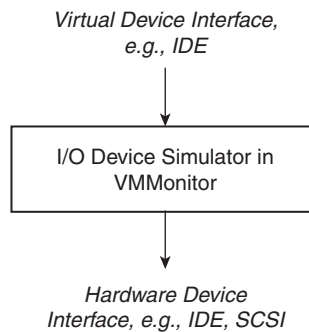 Virtual Device Interface,
e.g., IDE
I/O Device Simulator in
VMMonitor
Hardware Device
Interface, e.g., IDE, SCSI